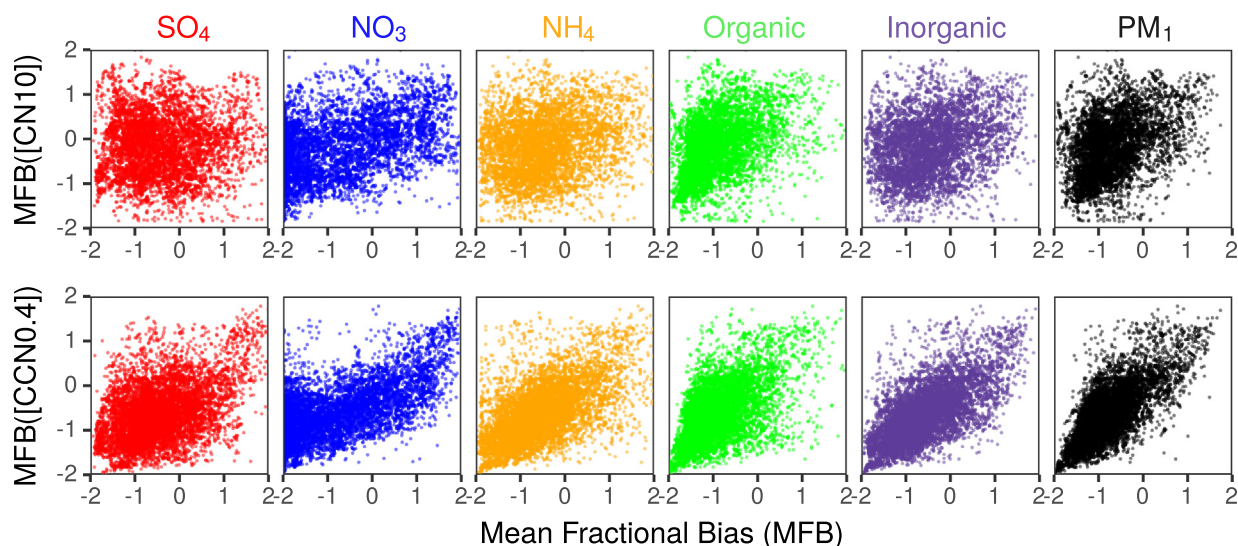 SO₄ NO₃ NH₄ Organic Inorganic PM₁
MFB([CN10])
2
1
0
-1
-2
-2 -1 0 1 2 -2 -1 0 1 2 -2 -1 0 1 2 -2 -1 0 1 2 -2 -1 0 1 2 -2 -1 0 1 2
MFB([CCN0.4])
2
1
0
-1
-2
-2 -1 0 1 2 -2 -1 0 1 2 -2 -1 0 1 2 -2 -1 0 1 2 -2 -1 0 1 2 -2 -1 0 1 2
Mean Fractional Bias (MFB)